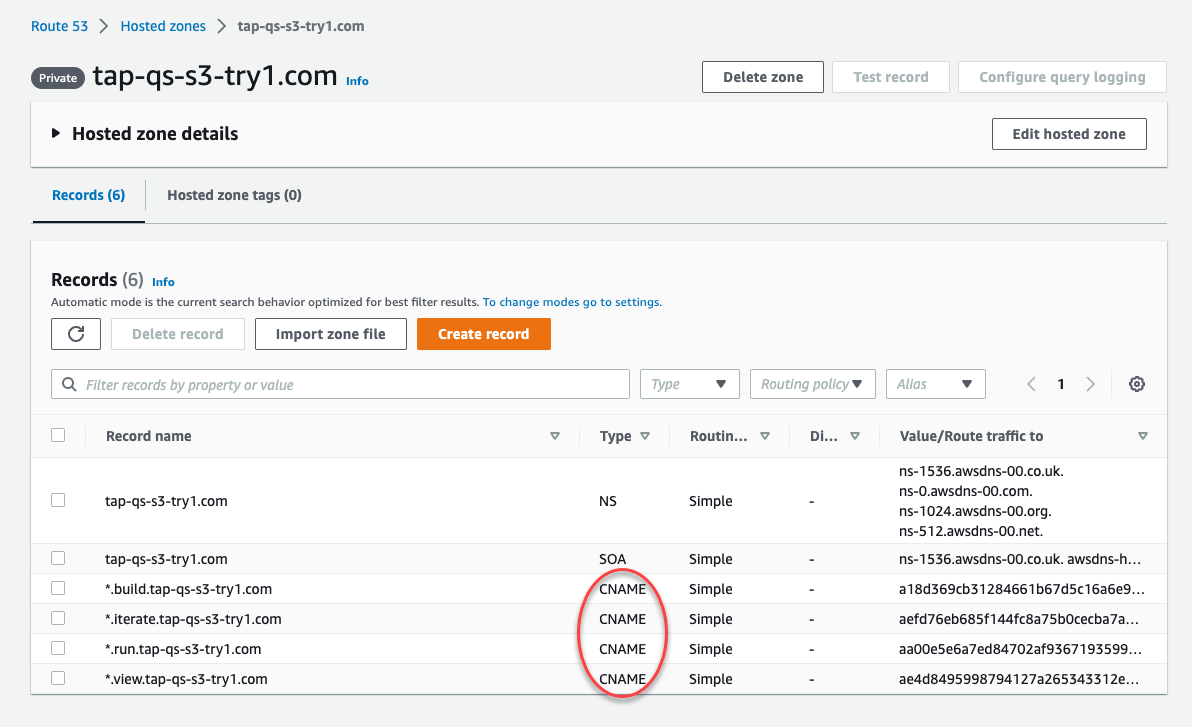 Route 53 > Hosted zones > tap-qs-s3-try1.com
Private tap-qs-s3-try1.com Info
Delete zone
Test record
Configure query logging
Hosted zone details
Edit hosted zone
Records (6)
Hosted zone tags (0)
Records (6) Info
Automatic mode is the current search behavior optimized for best filter results. To change modes go to settings.
Delete record
Import zone file
Create record
Filter records by property or value
Type
Routing policy
Alias
1
Record name Type Routin... Di... Value/Route traffic to
tap-qs-s3-try1.com NS Simple - ns-1536.awsdns-00.co.uk.
ns-0.awsdns-00.com.
ns-1024.awsdns-00.org.
ns-512.awsdns-00.net.
tap-qs-s3-try1.com SOA Simple - ns-1536.awsdns-00.co.uk. awsdns-h...
*.build.tap-qs-s3-try1.com CNAME Simple - a18d369cb31284661b67d5c16a6e9...
*.iterate.tap-qs-s3-try1.com CNAME Simple - aefd76eb685f144fc8a75b0cecba7a...
*.run.tap-qs-s3-try1.com CNAME Simple - aa00e5e6a7ed84702af9367193599...
*.view.tap-qs-s3-try1.com CNAME Simple - ae4d8495998794127a265343312e...